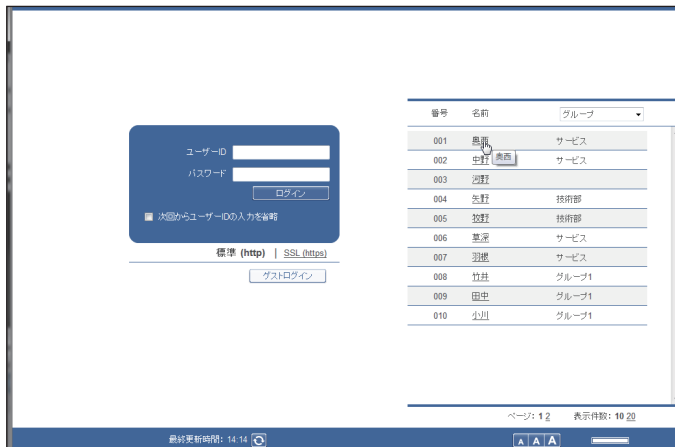 番号 名前 グループ
001 奥西 サービス
奥西
002 中野 サービス
003 河野
004 矢野 技術部
005 牧野 技術部
006 草深 サービス
007 羽根 サービス
008 竹井 グループ1
009 田中 グループ1
010 小川 グループ1
ページ: 1 2 表示件数: 10 20
ユーザーID
パスワード
ログイン
次回からユーザーIDの入力を省略
標準 (http) | SSL (https)
ゲストログイン
最終更新時間: 14:14
A A A